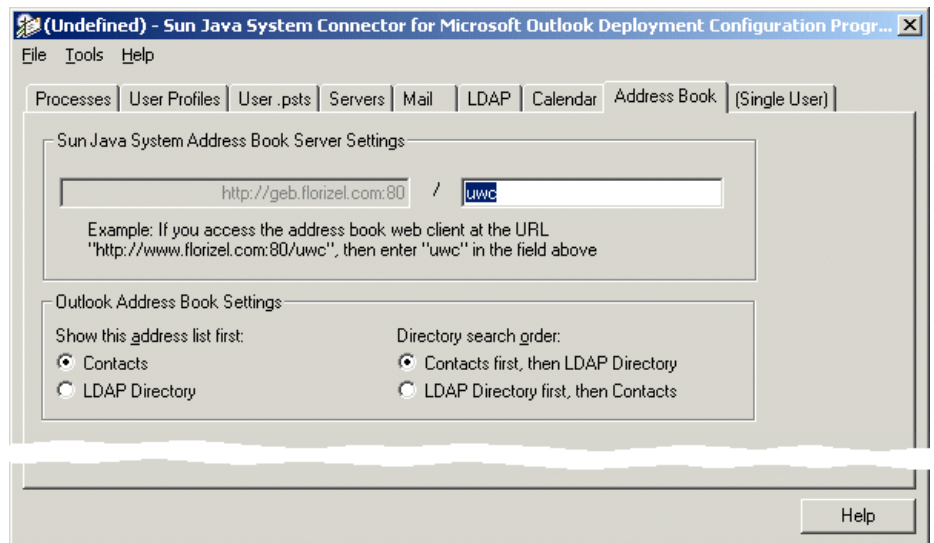 (Undefined) - Sun Java System Connector for Microsoft Outlook Deployment Configuration Progr...
File Tools Help
Processes User Profiles User .psts Servers Mail LDAP Calendar Address Book (Single User)
Sun Java System Address Book Server Settings
http://geb.florizel.com:80 / uwc
Example: If you access the address book web client at the URL
"http://www.florizel.com:80/uwc", then enter "uwc" in the field above
Outlook Address Book Settings
Show this address list first: Directory search order:
Contacts Contacts first, then LDAP Directory
LDAP Directory LDAP Directory first, then Contacts
Help